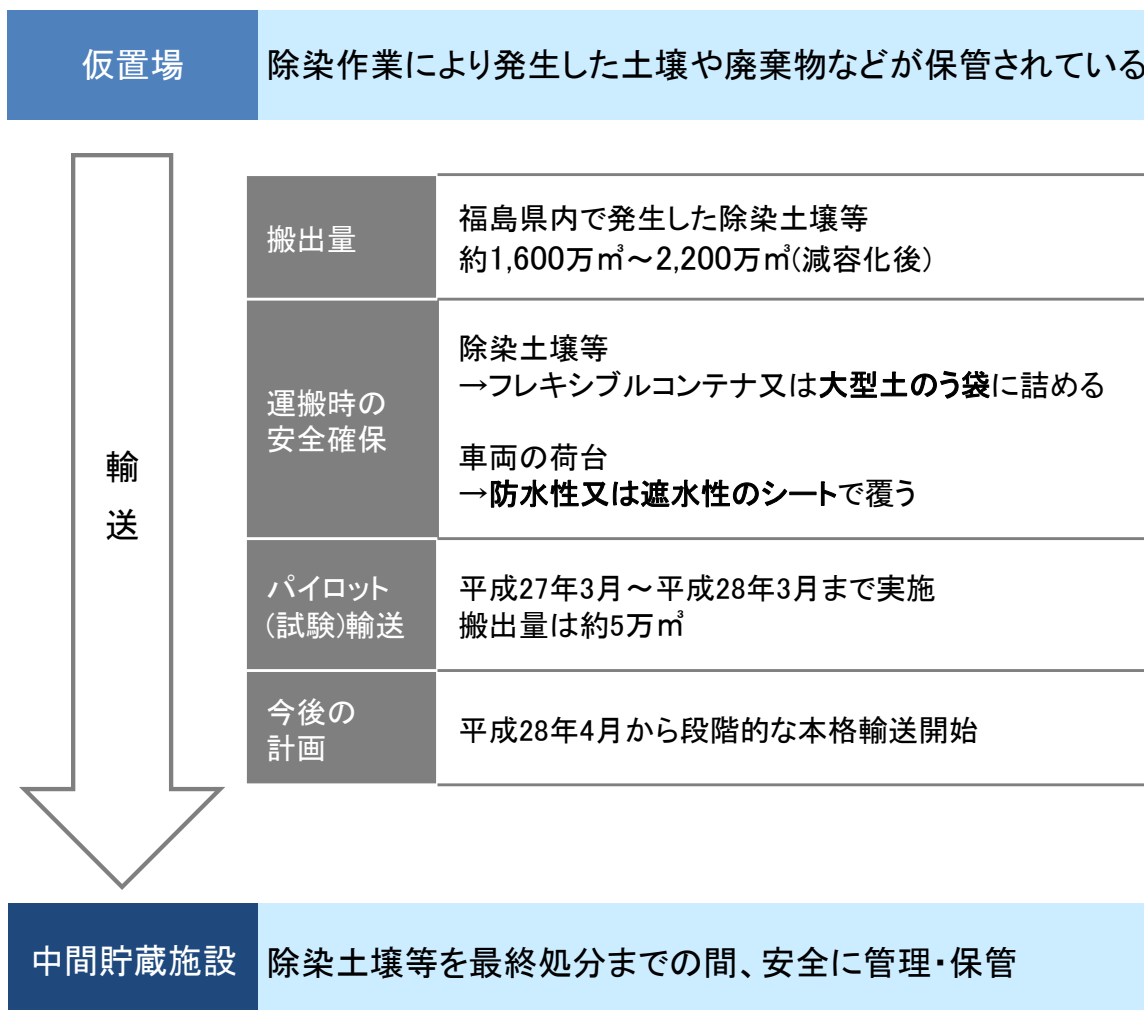 仮置場
除染作業により発生した土壌や廃棄物などが保管されている
輸
送
搬出量
福島県内で発生した除染土壌等
約1,600万㎥～2,200万㎥(減容化後)
運搬時の
安全確保
除染土壌等
→フレキシブルコンテナ又は大型土のう袋に詰める
車両の荷台
→防水性又は遮水性のシートで覆う
パイロット
(試験)輸送
平成27年3月～平成28年3月まで実施
搬出量は約5万㎥
今後の
計画
平成28年4月から段階的な本格輸送開始
中間貯蔵施設
除染土壌等を最終処分までの間、安全に管理・保管